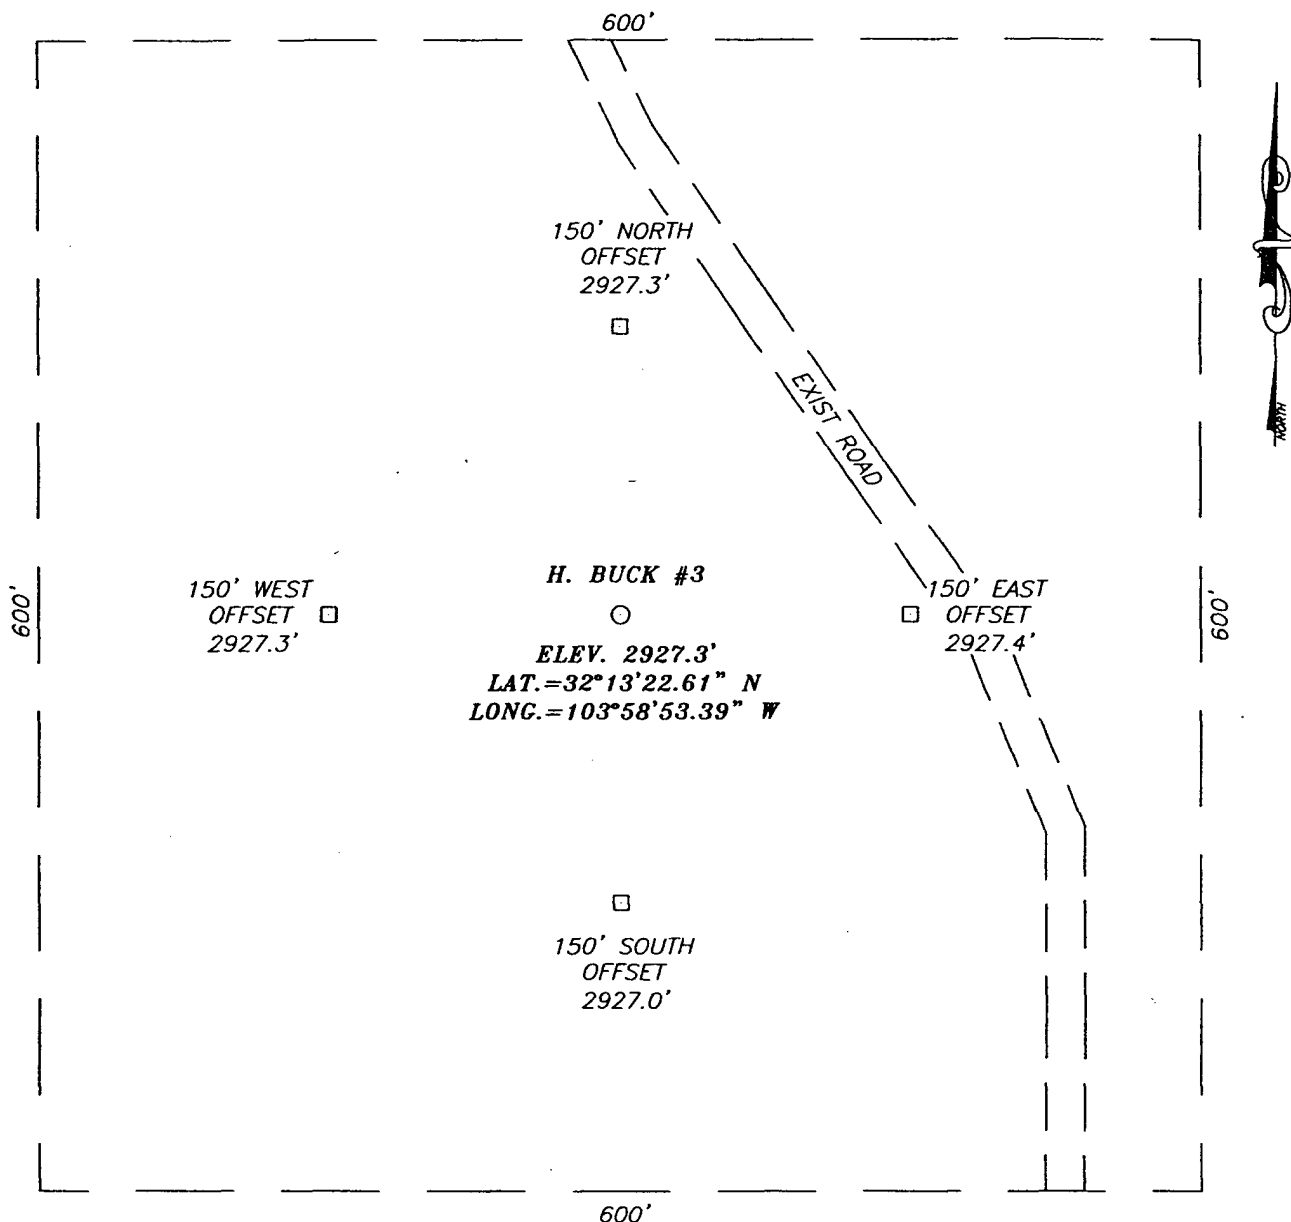 600'
150' NORTH
OFFSET
2927.3'
NORTH
EXIST ROAD
600'
150' WEST
OFFSET
2927.3'
H. BUCK #3
ELEV. 2927.3'
LAT.=32°13'22.61" N
LONG.=103°58'53.39" W
150' EAST
OFFSET
2927.4'
600'
150' SOUTH
OFFSET
2927.0'
600'